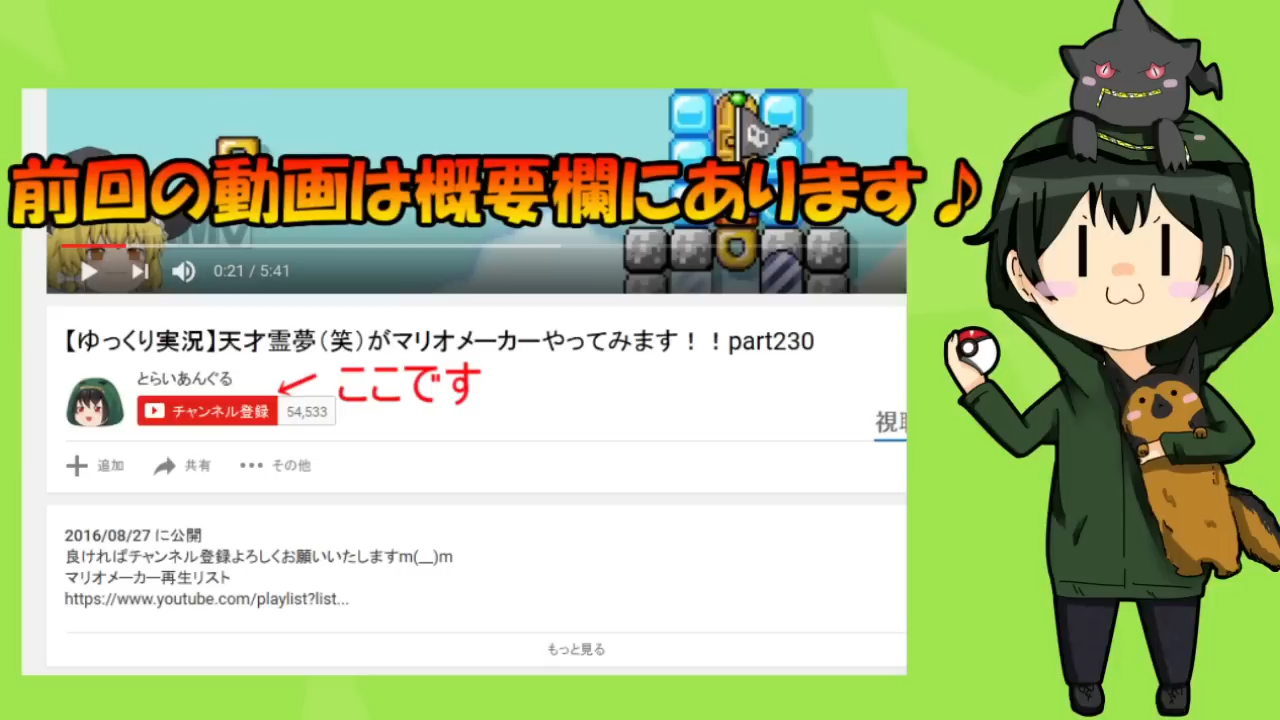 前回の動画は概要欄にあります♪
0:21 / 5:41
【ゆっくり実況】天才霊夢（笑）がマリオメーカーやってみます！！part230
とらいあんぐる
チャンネル登録 54,533
ここです
視聴
追加 共有 その他
2016/08/27 に公開
良ければチャンネル登録よろしくお願いいたしますm(__)m
マリオメーカー再生リスト
https://www.youtube.com/playlist?list...
もっと見る